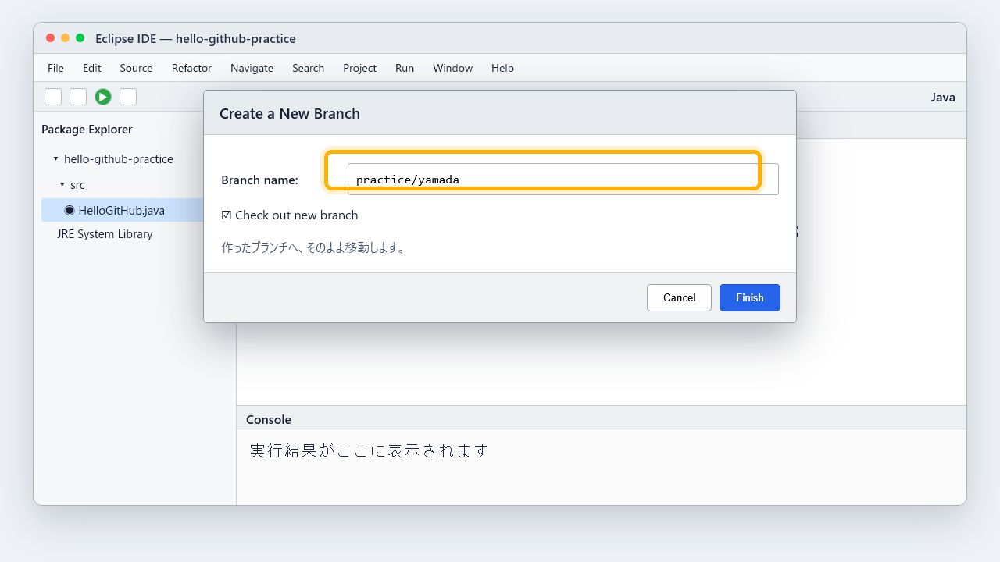 Eclipse IDE — hello-github-practice
File Edit Source Refactor Navigate Search Project Run Window Help
Java
Package Explorer
hello-github-practice
src
HelloGitHub.java
JRE System Library
Create a New Branch
Branch name: practice/yamada
☑ Check out new branch
作ったブランチへ、そのまま移動します。
Cancel Finish
Console
実行結果がここに表示されます